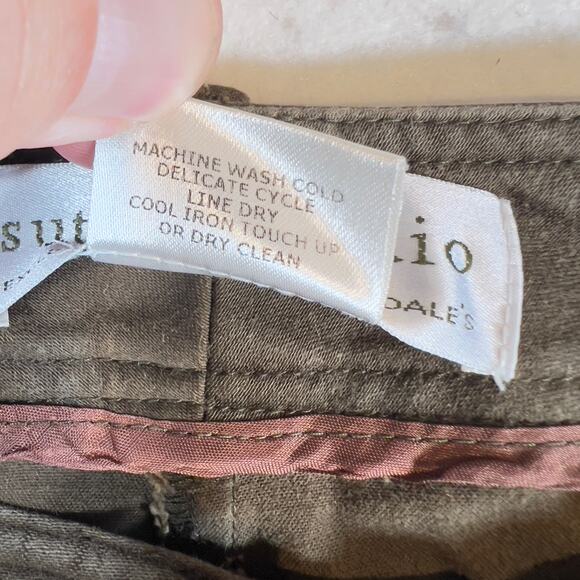 MACHINE WASH COLD
DELICATE CYCLE
LINE DRY
COOL IRON TOUCH UP
OR DRY CLEAN
sut io
DALE'S